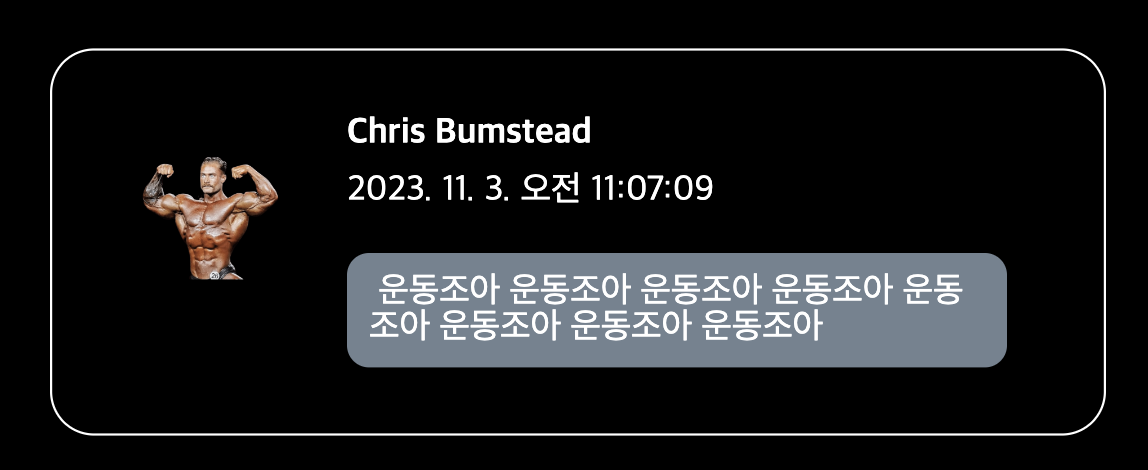 Chris Bumstead
2023. 11. 3. 오전 11:07:09
운동조아 운동조아 운동조아 운동조아 운동
조아 운동조아 운동조아 운동조아